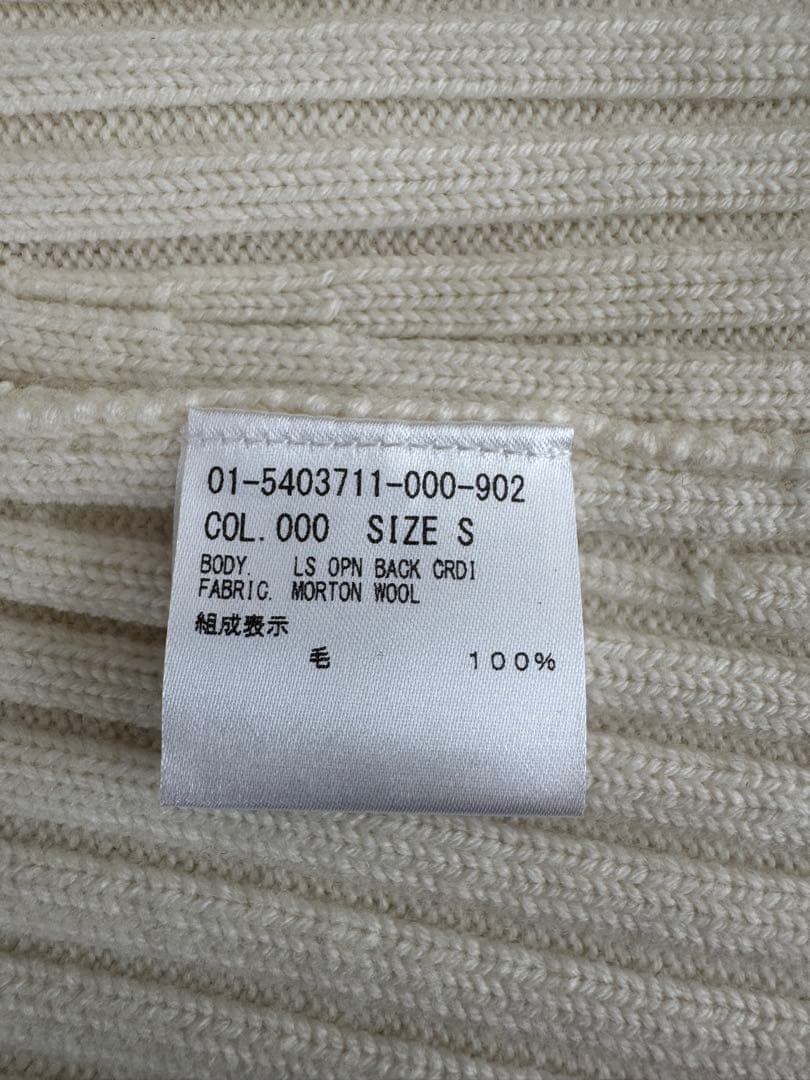 01-5403711-000-902
COL.000 SIZE S
BODY. LS OPN BACK CRDI
FABRIC. MORTON WOOL
組成表示
毛 100%